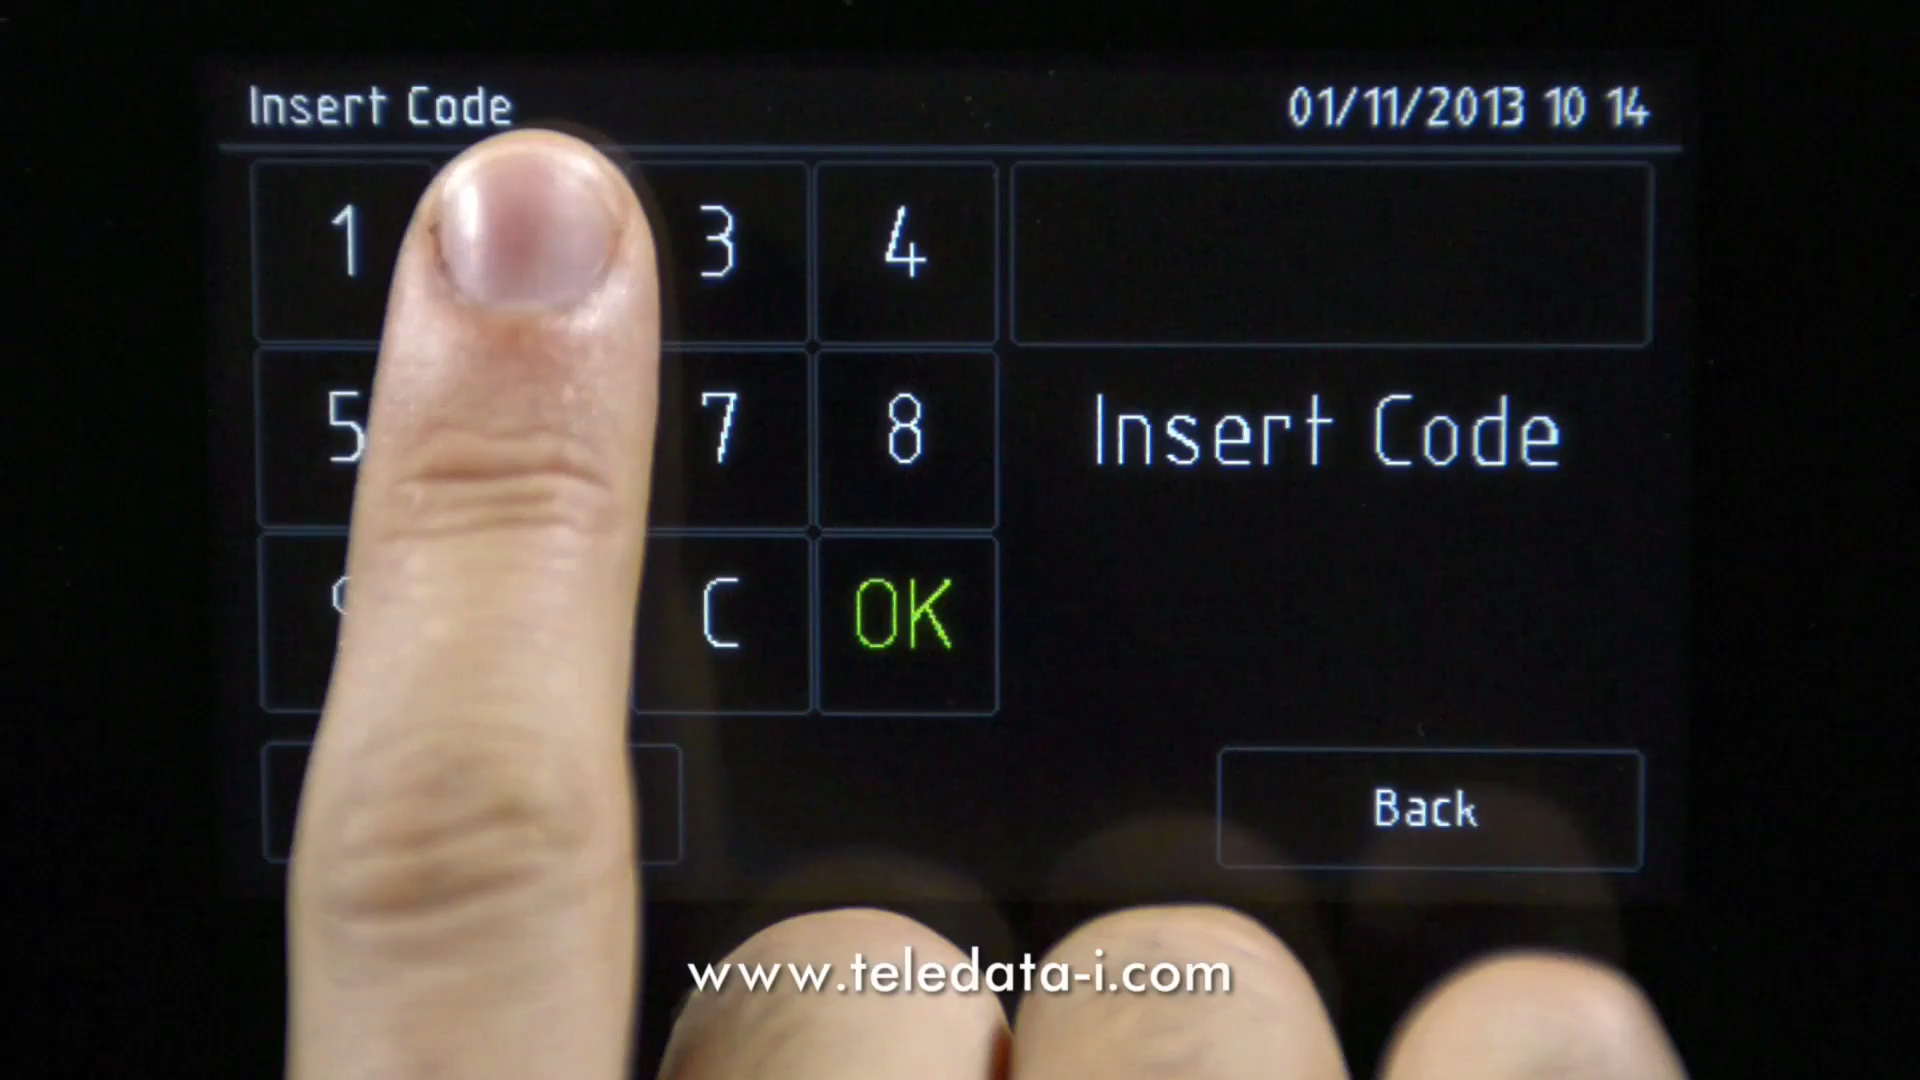 Insert Code 01/11/2013 10 14
1 3 4
5 7 8
Insert Code
C OK
Back
www.teledata-i.com